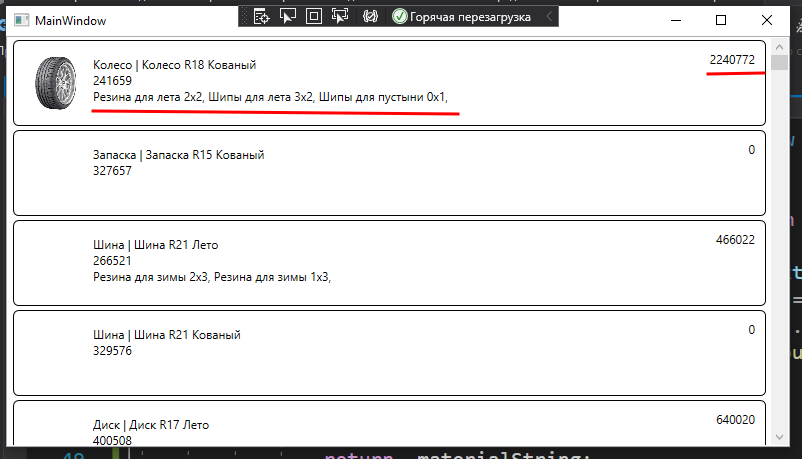 MainWindow
Горячая перезагрузка
Колесо | Колесо R18 Кованый
2240772
241659
Резина для лета 2x2, Шипы для лета 3x2, Шипы для пустыни 0x1,
Запаска | Запаска R15 Кованый
0
327657
Шина | Шина R21 Лето
466022
266521
Резина для зимы 2x3, Резина для зимы 1x3,
Шина | Шина R21 Кованый
0
329576
Диск | Диск R17 Лето
640020
400508
return
materialString;